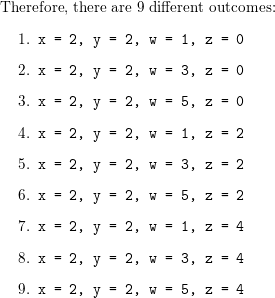 Therefore, there are 9 different outcomes:
1. x = 2, y = 2, w = 1, z = 0
2. x = 2, y = 2, w = 3, z = 0
3. x = 2, y = 2, w = 5, z = 0
4. x = 2, y = 2, w = 1, z = 2
5. x = 2, y = 2, w = 3, z = 2
6. x = 2, y = 2, w = 5, z = 2
7. x = 2, y = 2, w = 1, z = 4
8. x = 2, y = 2, w = 3, z = 4
9. x = 2, y = 2, w = 5, z = 4